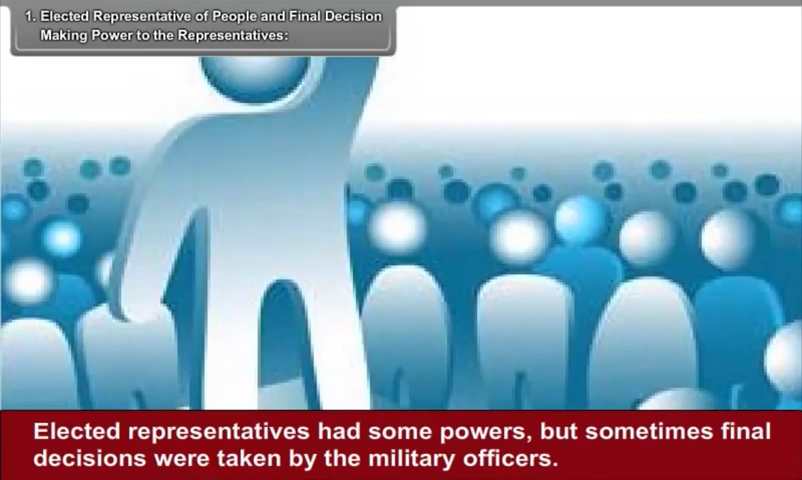 1. Elected Representative of People and Final Decision
Making Power to the Representatives:
Elected representatives had some powers, but sometimes final
decisions were taken by the military officers.